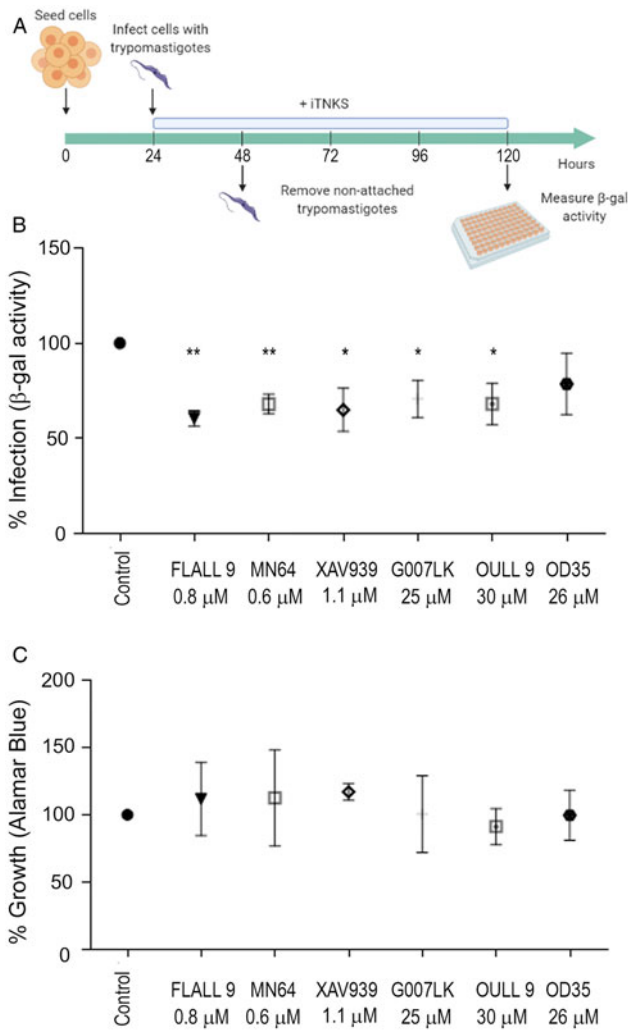 A
Seed cells
Infect cells with
trypomastigotes
+ iTNKS
0 24 48 72 96 120 Hours
Remove non-attached
trypomastigotes
Measure β-gal
activity
B
% Infection (β-gal activity)
150
100
50
0
** ** * * *
Control
FLALL 9 MN64 XAV939 G007LK OULL 9 OD35
0.8 μM 0.6 μM 1.1 μM 25 μM 30 μM 26 μM
C
% Growth (Alamar Blue)
200
150
100
50
0
Control
FLALL 9 MN64 XAV939 G007LK OULL 9 OD35
0.8 μM 0.6 μM 1.1 μM 25 μM 30 μM 26 μM